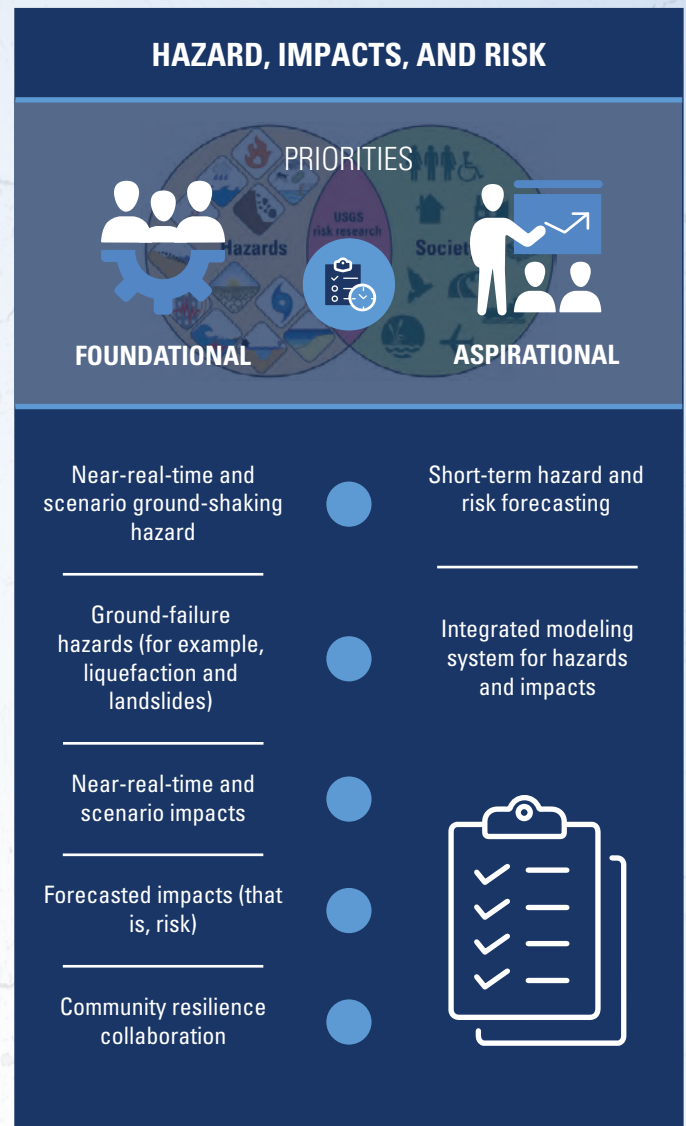 HAZARD, IMPACTS, AND RISK
PRIORITIES
USGS
risk research
Hazards
Societ
FOUNDATIONAL
ASPIRATIONAL
Near-real-time and
scenario ground-shaking
hazard
Ground-failure
hazards (for example,
liquefaction and
landslides)
Near-real-time and
scenario impacts
Forecasted impacts (that
is, risk)
Community resilience
collaboration
Short-term hazard and
risk forecasting
Integrated modeling
system for hazards
and impacts